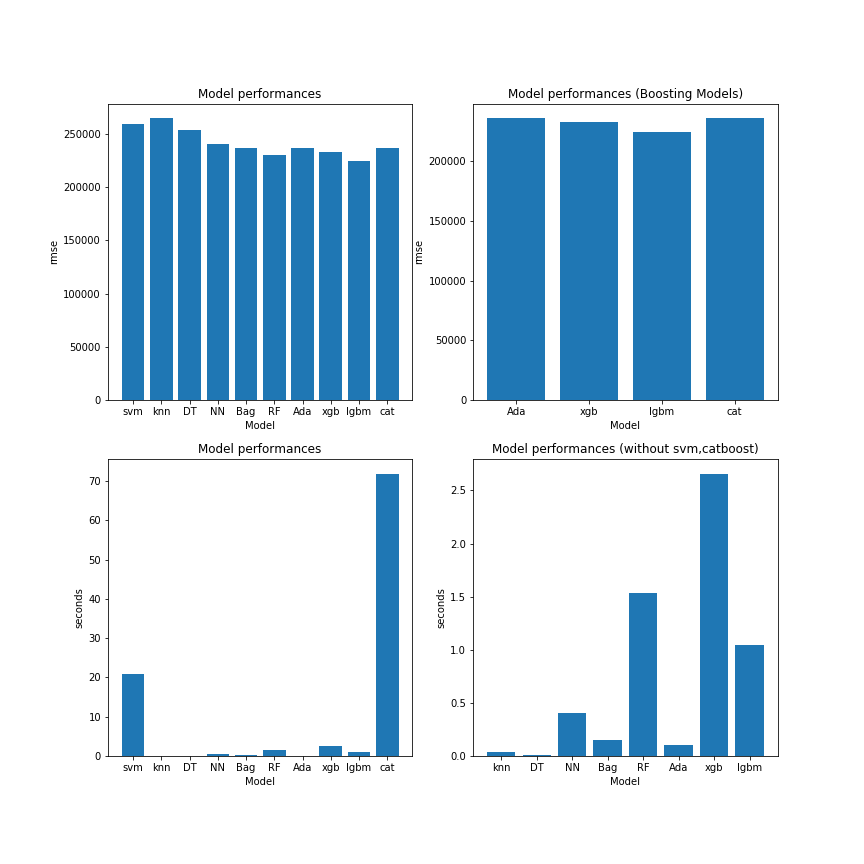 Model performances
250000
200000
150000
100000
50000
0
rmse
svm knn DT NN Bag RF Ada xgb lgbm cat
Model
Model performances (Boosting Models)
200000
150000
100000
50000
0
rmse
Ada xgb lgbm cat
Model
Model performances
70
60
50
40
30
20
10
0
seconds
svm knn DT NN Bag RF Ada xgb lgbm cat
Model
Model performances (without svm,catboost)
2.5
2.0
1.5
1.0
0.5
0.0
seconds
knn DT NN Bag RF Ada xgb lgbm
Model